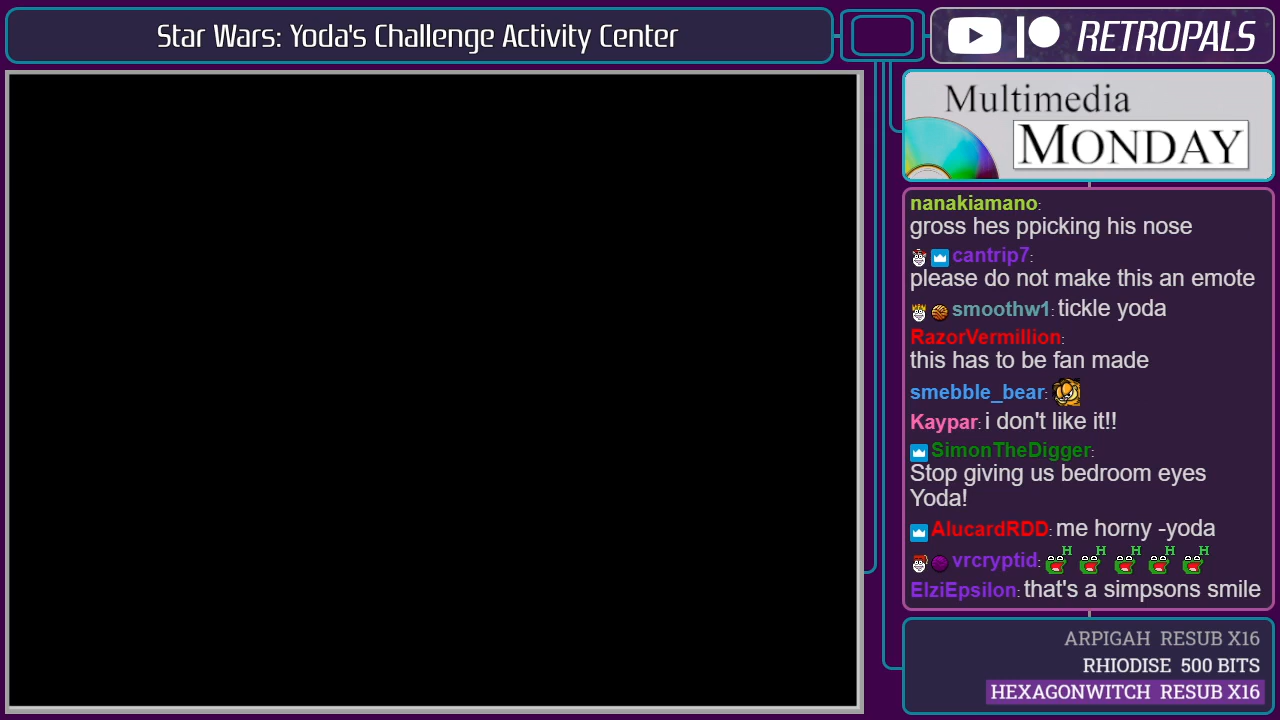 Star Wars: Yoda's Challenge Activity Center
RETROPALS
Multimedia
MONDAY
nanakiamano:
gross hes ppicking his nose
cantrip7:
please do not make this an emote
smoothw1: tickle yoda
RazorVermillion:
this has to be fan made
smebble_bear:
Kaypar: i don't like it!!
SimonTheDigger:
Stop giving us bedroom eyes
Yoda!
AlucardRDD: me horny -yoda
vrcryptid: H H H H H
ElziEpsilon: that's a simpsons smile
ARPIGAH RESUB X16
RHIODISE 500 BITS
HEXAGONWITCH RESUB X16